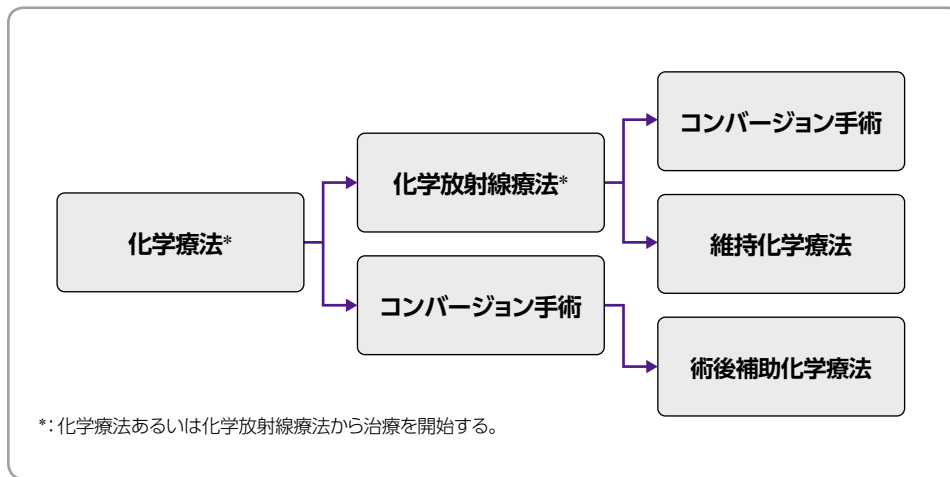 化学療法*
化学放射線療法*
コンバージョン手術
コンバージョン手術
維持化学療法
術後補助化学療法
*：化学療法あるいは化学放射線療法から治療を開始する。